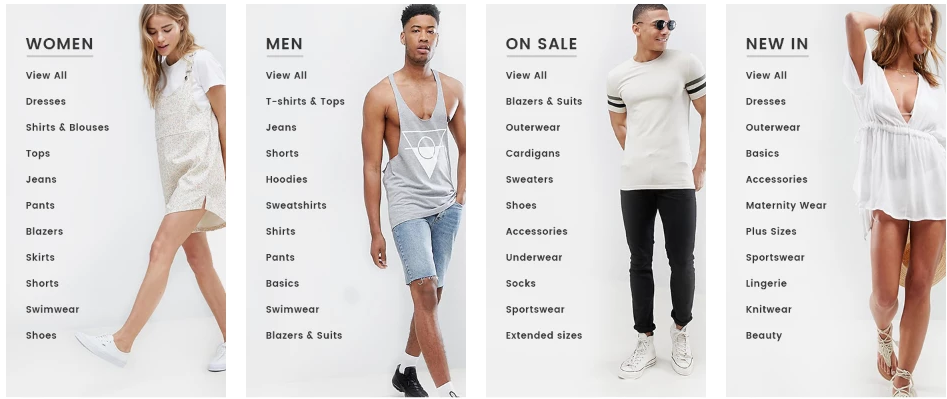 WOMEN
View All
Dresses
Shirts & Blouses
Tops
Jeans
Pants
Blazers
Skirts
Shorts
Swimwear
Shoes
MEN
View All
T-shirts & Tops
Jeans
Shorts
Hoodies
Sweatshirts
Shirts
Pants
Basics
Swimwear
Blazers & Suits
ON SALE
View All
Blazers & Suits
Outerwear
Cardigans
Sweaters
Shoes
Accessories
Underwear
Socks
Sportswear
Extended sizes
NEW IN
View All
Dresses
Outerwear
Basics
Accessories
Maternity Wear
Plus Sizes
Sportswear
Lingerie
Knitwear
Beauty